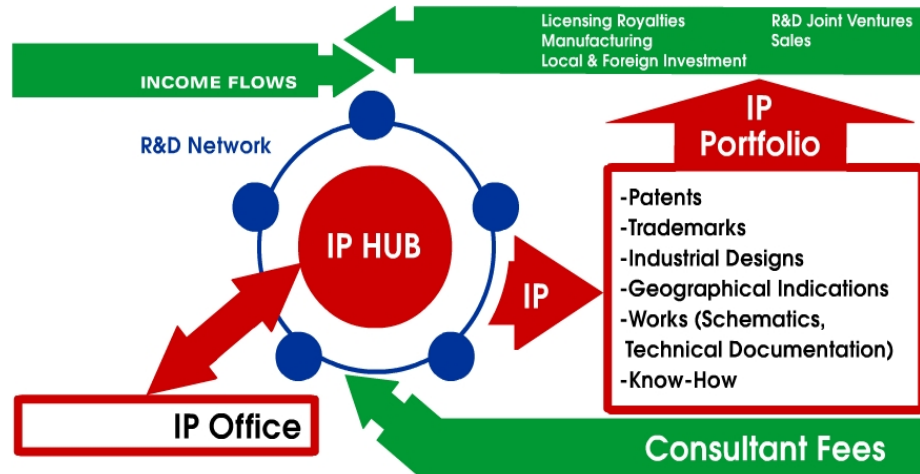 Licensing Royalties
Manufacturing
Local & Foreign Investment
R&D Joint Ventures
Sales
INCOME FLOWS
R&D Network
IP
Portfolio
IP HUB
IP
-Patents
-Trademarks
-Industrial Designs
-Geographical Indications
-Works (Schematics,
Technical Documentation)
-Know-How
IP Office
Consultant Fees